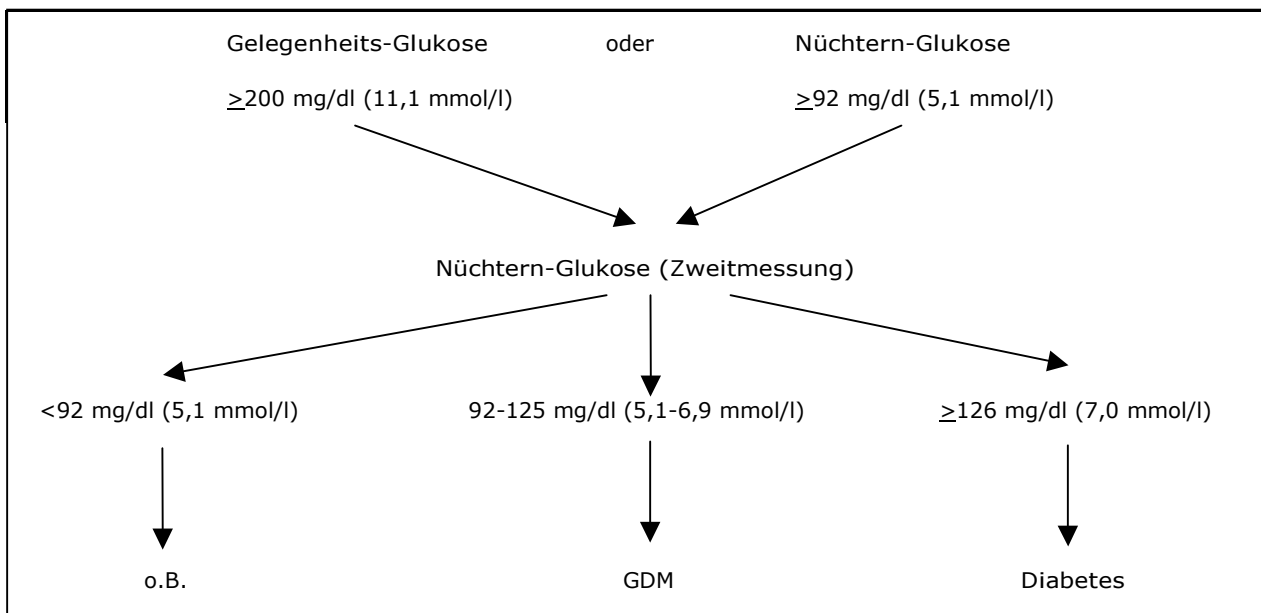 Gelegenheits-Glukose oder Nüchtern-Glukose
≥200 mg/dl (11,1 mmol/l) ≥92 mg/dl (5,1 mmol/l)
Nüchtern-Glukose (Zweitmessung)
<92 mg/dl (5,1 mmol/l) 92-125 mg/dl (5,1-6,9 mmol/l) ≥126 mg/dl (7,0 mmol/l)
o.B. GDM Diabetes